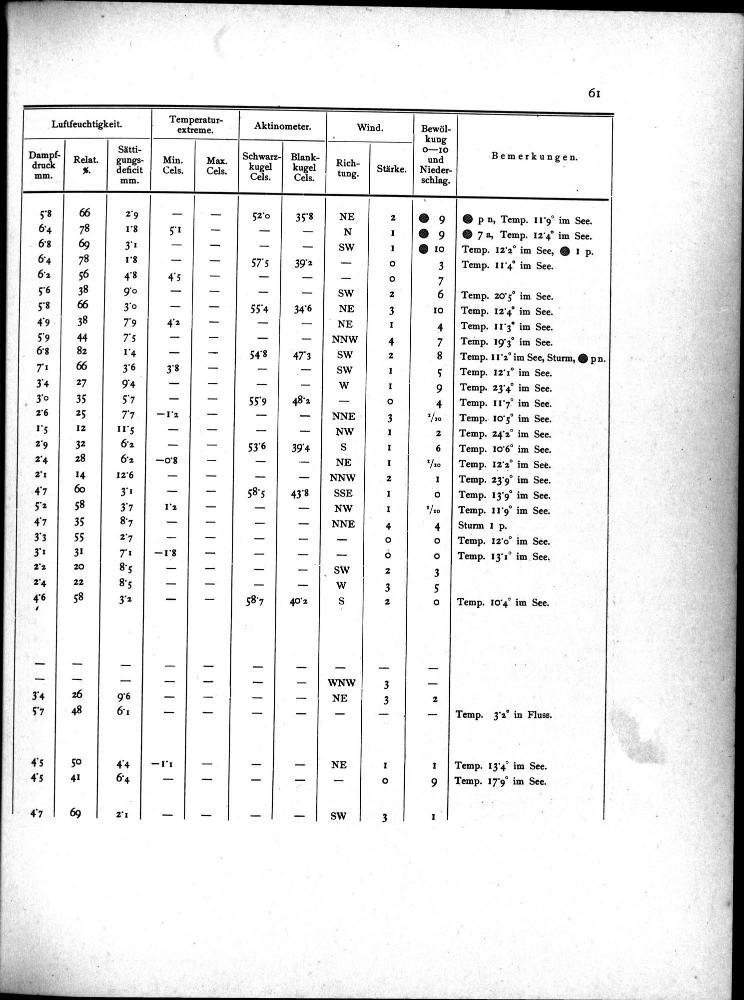 61
Luftfeuchtigkeit. Temperatur-extreme. Aktinometer. Wind. Bewöl-kung 0—10 und Nieder-schlag. Bemerkungen.
Dampf-druck mm. Relat. %. Sätti-gungs-deficit mm. Min. Cels. Max. Cels. Schwarz-kugel Cels. Blank-kugel Cels. Rich-tung. Stärke.
5·8 66 2·9 — — 52·0 35·8 NE 2 ● 9 ● p n, Temp. 11·9° im See.
6·4 78 1·8 5·1 — — — N 1 ● 9 ● 7 a, Temp. 12·4° im See.
6·8 69 3·1 — — — — SW 1 ● 10 Temp. 12·2° im See, ● 1 p.
6·4 78 1·8 — — 57·5 39·2 — 0 3 Temp. 11·4° im See.
6·2 56 4·8 4·5 — — — — 0 7
5·6 38 9·0 — — — — SW 2 6 Temp. 20·5° im See.
5·8 66 3·0 — — 55·4 34·6 NE 3 10 Temp. 12·4° im See.
4·9 38 7·9 4·2 — — — NE 1 4 Temp. 11·3° im See.
5·9 44 7·5 — — — — NNW 4 7 Temp. 19·3° im See.
6·8 82 1·4 — — 54·8 47·3 SW 2 8 Temp. 11·2° im See, Sturm, ● p n.
7·1 66 3·6 3·8 — — — SW 1 5 Temp. 12·1° im See.
3·4 27 9·4 — — — — W 1 9 Temp. 23·4° im See.
3·0 35 5·7 — — 55·9 48·2 — 0 4 Temp. 11·7° im See.
2·6 25 7·7 —1·2 — — — NNE 3 1/10 Temp. 10·5° im See.
1·5 12 11·5 — — — — NW 1 2 Temp. 24·2° im See.
2·9 32 6·2 — — 53·6 39·4 S 1 6 Temp. 10·6° im See.
2·4 28 6·2 —0·8 — — — NE 1 1/10 Temp. 12·2° im See.
2·1 14 12·6 — — — — NNW 2 1 Temp. 23·9° im See.
4·7 60 3·1 — — 58·5 43·8 SSE 1 0 Temp. 13·9° im See.
5·2 58 3·7 1·2 — — — NW 1 1/10 Temp. 11·9° im See.
4·7 35 8·7 — — — — NNE 4 4 Sturm 1 p.
3·3 55 2·7 — — — — — 0 0 Temp. 12·0° im See.
3·1 31 7·1 —1·8 — — — — 0 0 Temp. 13·1° im See.
2·2 20 8·5 — — — — SW 2 3
2·4 22 8·5 — — — — W 3 5
4·6 58 3·2 — — 58·7 40·2 S 2 0 Temp. 10·4° im See.
— — — — — — — — — —
— — — — — — — WNW 3 —
3·4 26 9·6 — — — — NE 3 2
5·7 48 6·1 — — — — — — — Temp. 3·2° in Fluss.
4·5 50 4·4 —1·1 — — — NE 1 1 Temp. 13·4° im See.
4·5 41 6·4 — — — — — 0 9 Temp. 17·9° im See.
4·7 69 2·1 — — — — SW 3 1